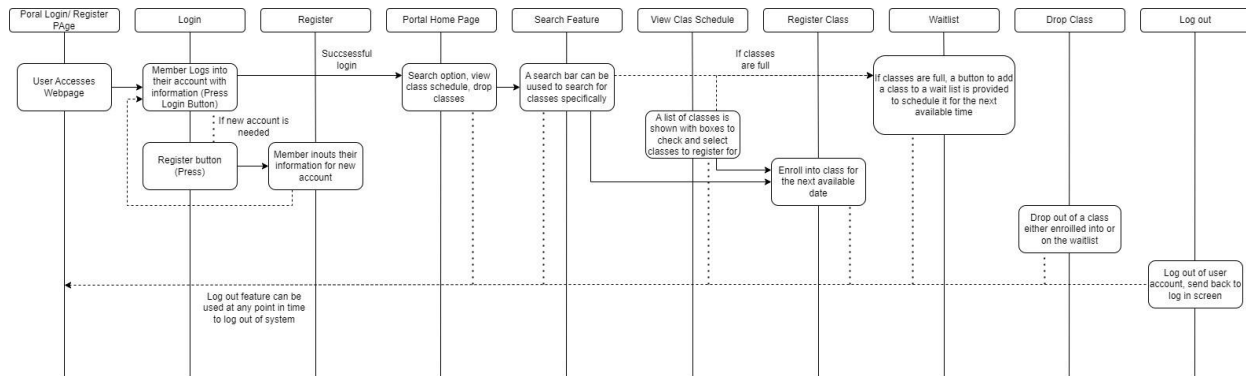 Poral Login/ Register
PAge
Login
Register
Portal Home Page
Search Feature
View Clas Schedule
Register Class
Waitlist
Drop Class
Log out
User Accesses
Webpage
Member Logs into
their account with
information (Press
Login Button)
Succsessful
login
Search option, view
class schedule, drop
classes
A search bar can be
uused to search for
classes specifically
If classes
are full
If classes are full, a button to add
a class to a wait list is provided
to schedule it for the next
available time
If new account is
needed
A list of classes is
shown with boxes to
check and select
classes to register for
Register button
(Press)
Member inouts their
information for new
account
Enroll into class for
the next available
date
Drop out of a class
either enrolled into or
on the waitlist
Log out of user
account, send back to
log in screen
Log out feature can be
used at any point in time
to log out of system